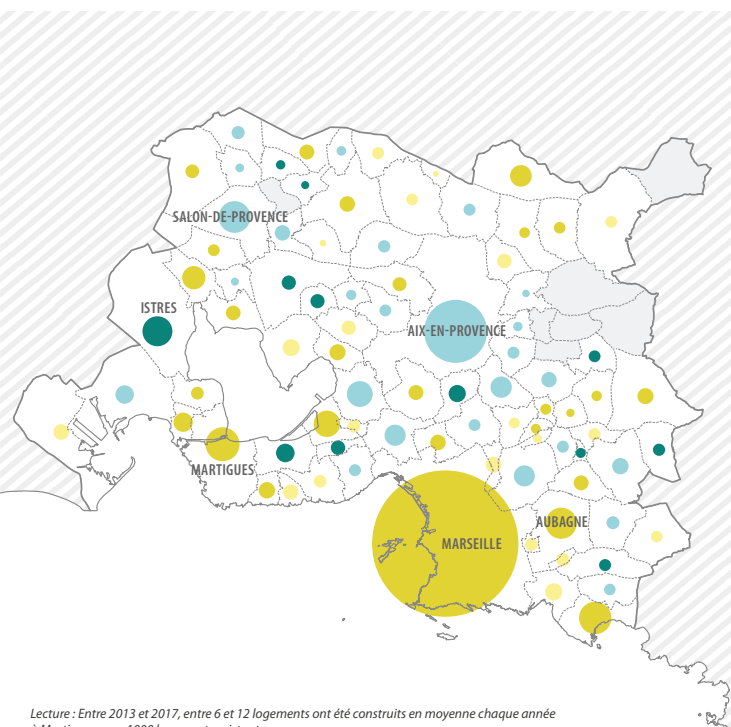 SALON-DE-PROVENCE
ISTRES
AIX-EN-PROVENCE
MARTIGUES
AUBAGNE
MARSEILLE
Lecture : Entre 2013 et 2017, entre 6 et 12 logements ont été construits en moyenne chaque année